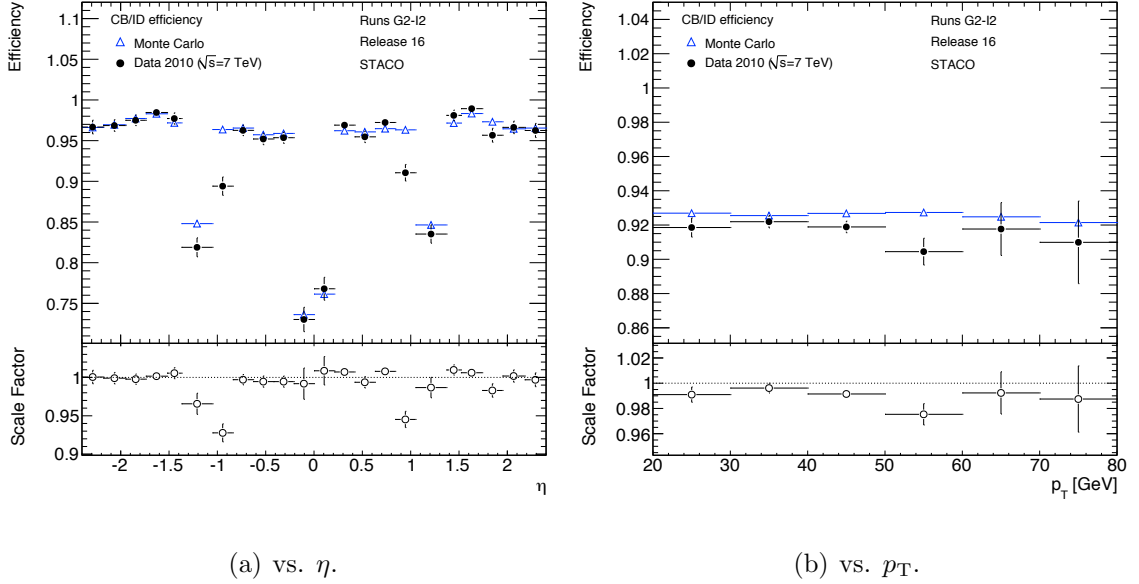 Efficiency
CB/ID efficiency
Runs G2-I2
Monte Carlo
Release 16
Data 2010 (√s=7 TeV)
STACO
1.1
1.05
1
0.95
0.9
0.85
0.8
0.75
Scale Factor
1
0.95
0.9
-2 -1.5 -1 -0.5 0 0.5 1 1.5 2
η
(a) vs. η.
Efficiency
CB/ID efficiency
Runs G2-I2
Monte Carlo
Release 16
Data 2010 (√s=7 TeV)
STACO
1.04
1.02
1
0.98
0.96
0.94
0.92
0.9
0.88
0.86
Scale Factor
1.02
1
0.98
0.96
20 30 40 50 60 70 80
p_T [GeV]
(b) vs. p_T.